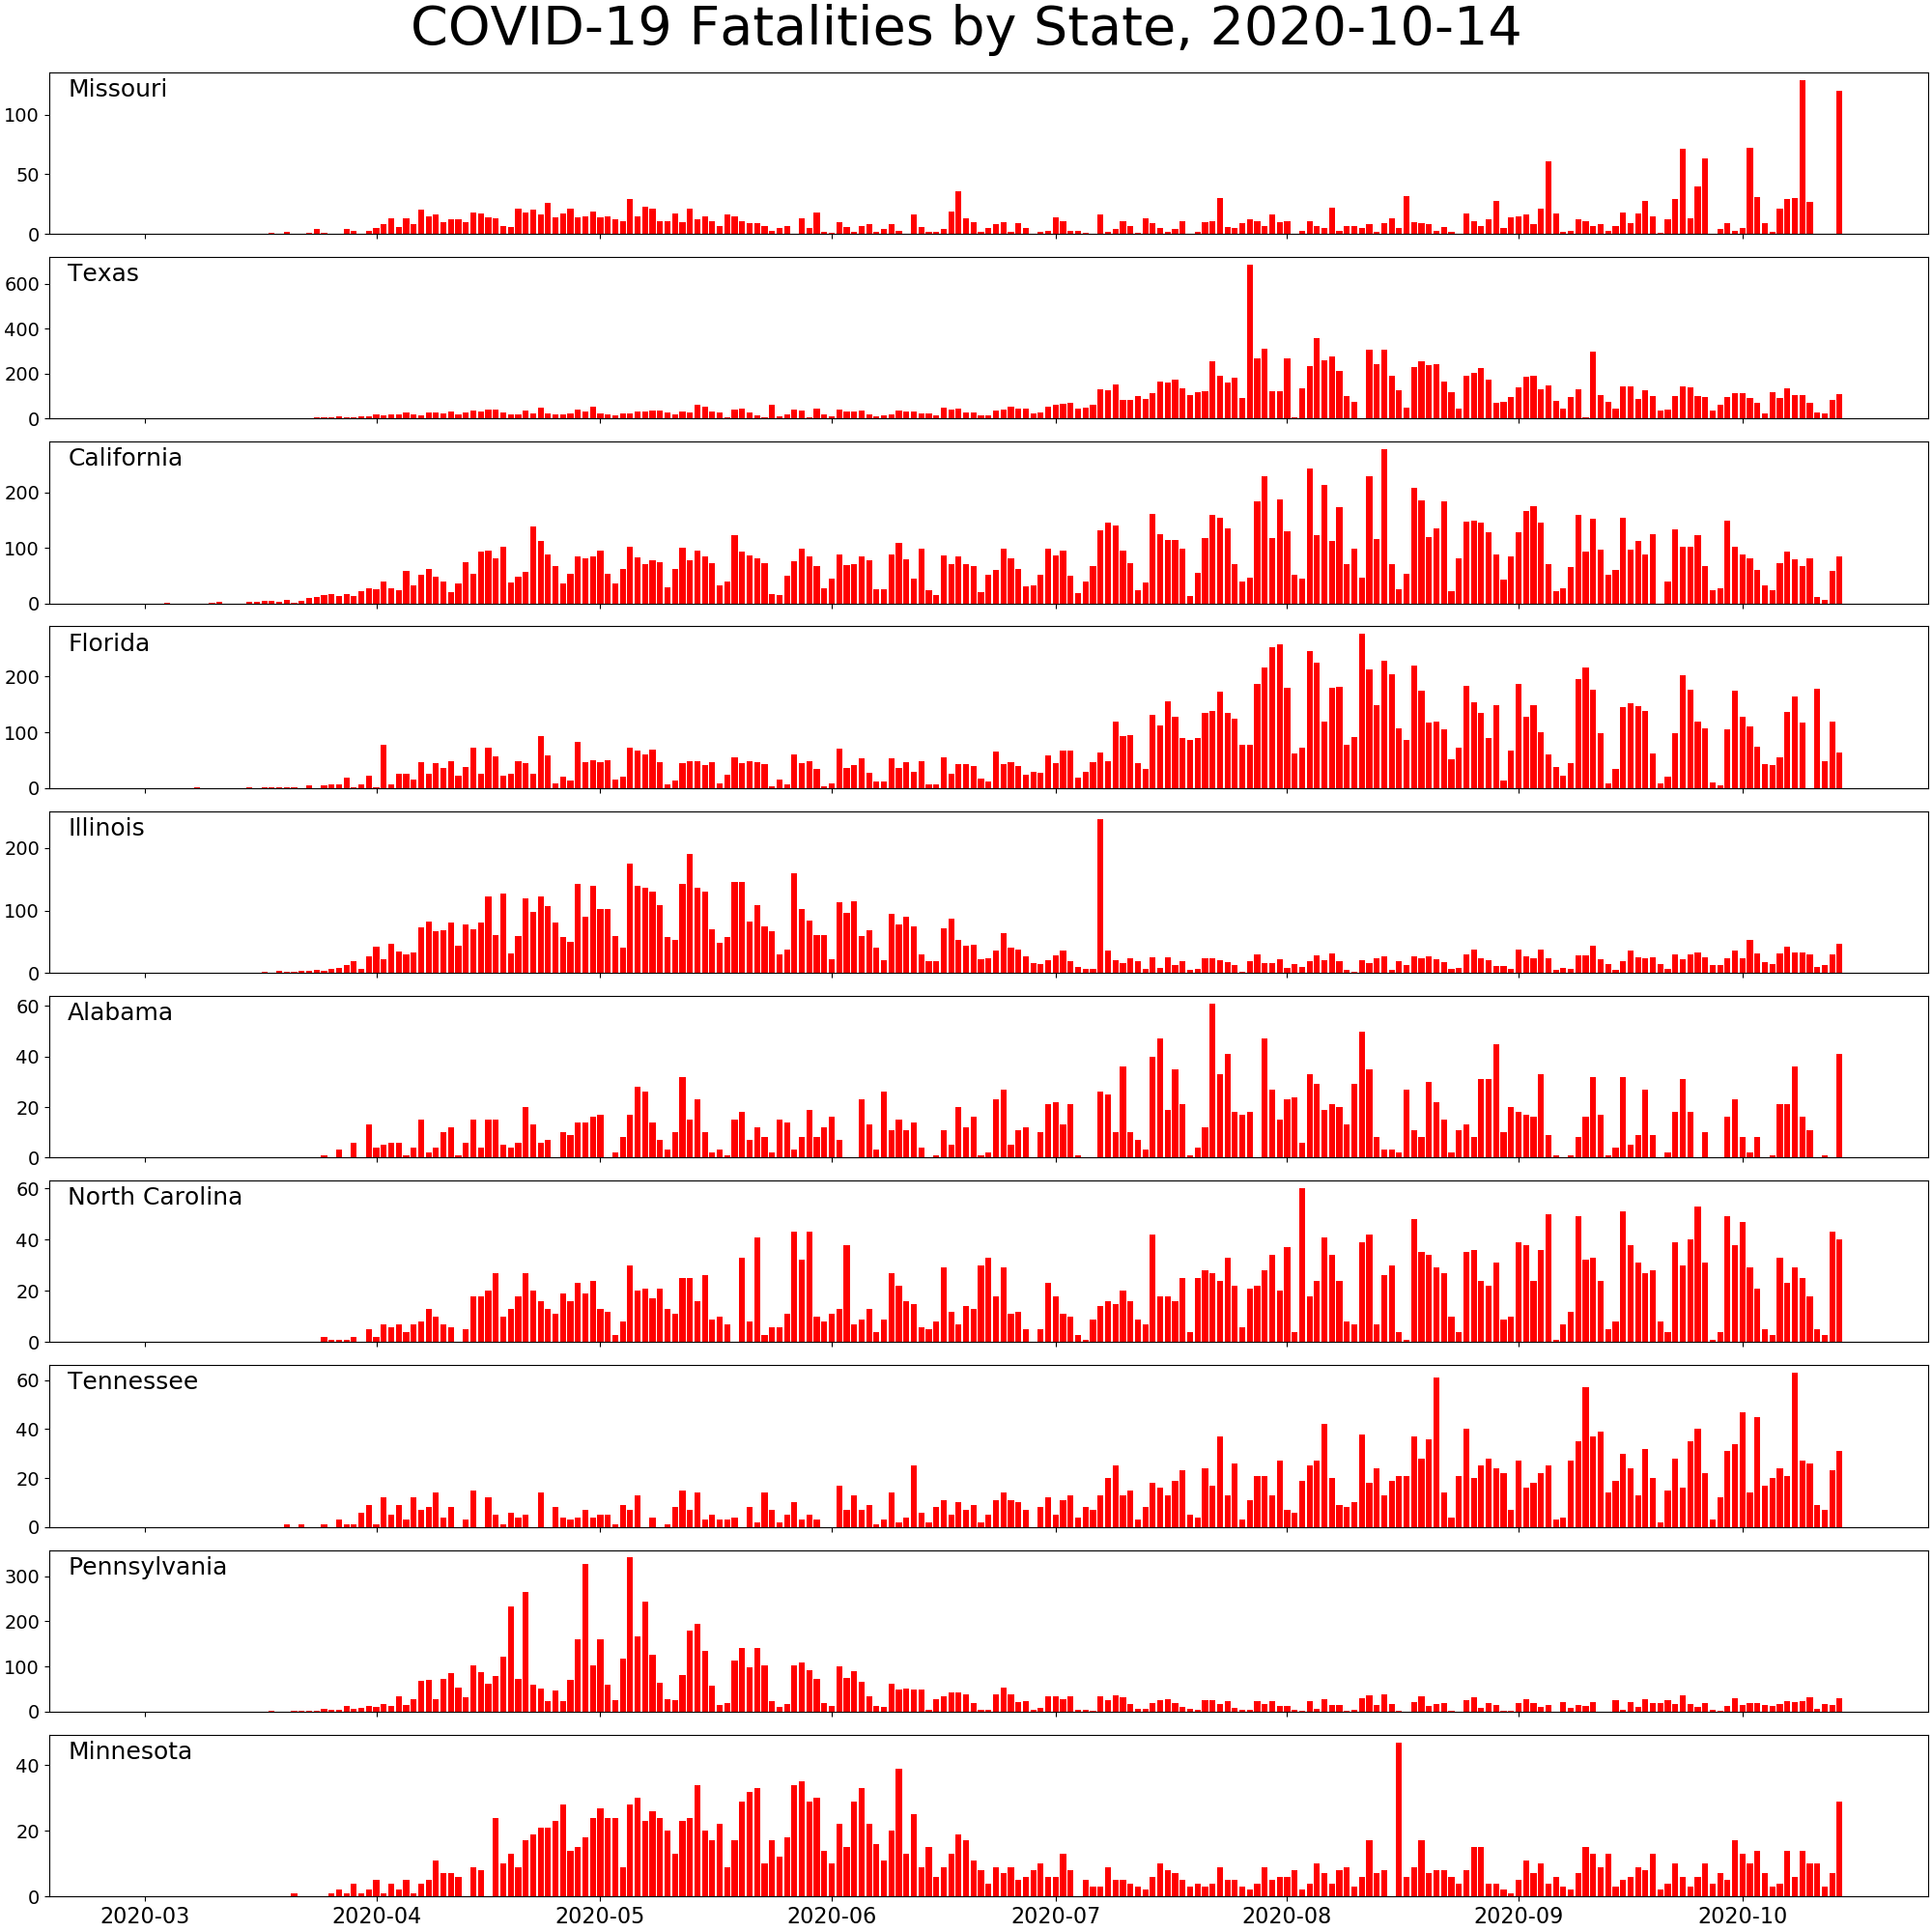 COVID-19 Fatalities by State, 2020-10-14
Missouri
100
50
0
Texas
600
400
200
0
California
200
100
0
Florida
200
100
0
Illinois
200
100
0
Alabama
60
40
20
0
North Carolina
60
40
20
0
Tennessee
60
40
20
0
Pennsylvania
300
200
100
0
Minnesota
40
20
0
2020-03 2020-04 2020-05 2020-06 2020-07 2020-08 2020-09 2020-10